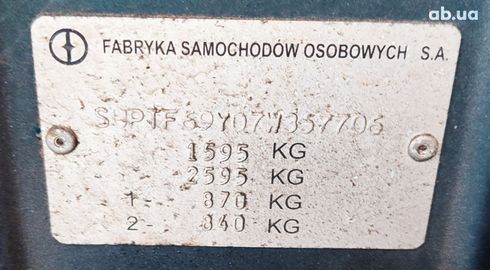 ab.ua
FABRYKA SAMOCHODÓW OSOBOWYCH S.A.
1595 KG
2595 KG
1- 870 KG
2- 840 KG